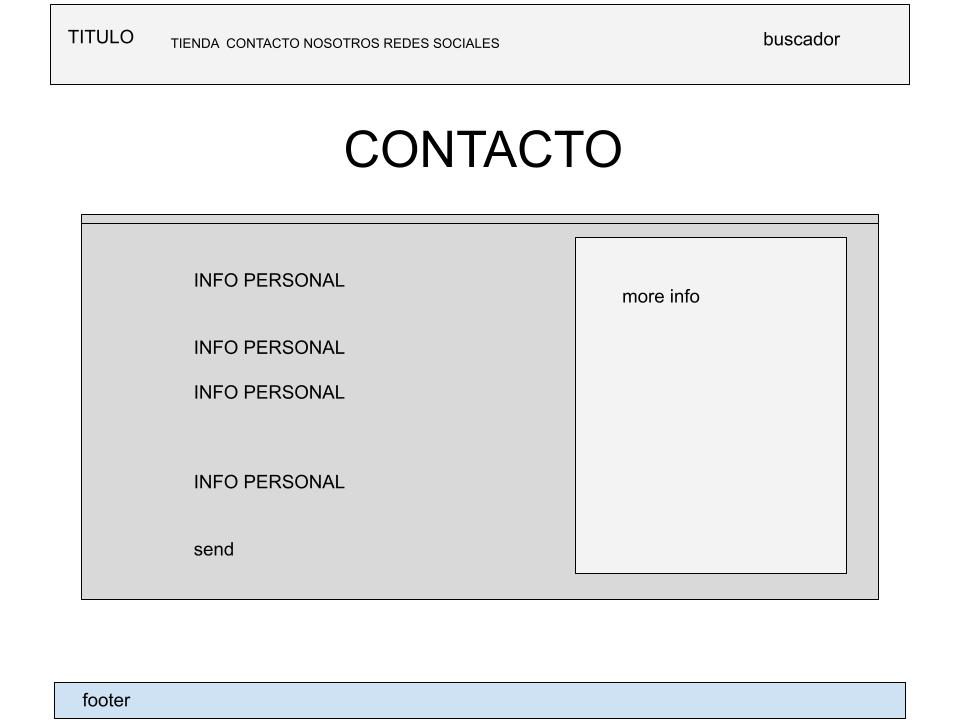 TITULO
TIENDA CONTACTO NOSOTROS REDES SOCIALES
buscador
CONTACTO
INFO PERSONAL
INFO PERSONAL
INFO PERSONAL
INFO PERSONAL
send
more info
footer